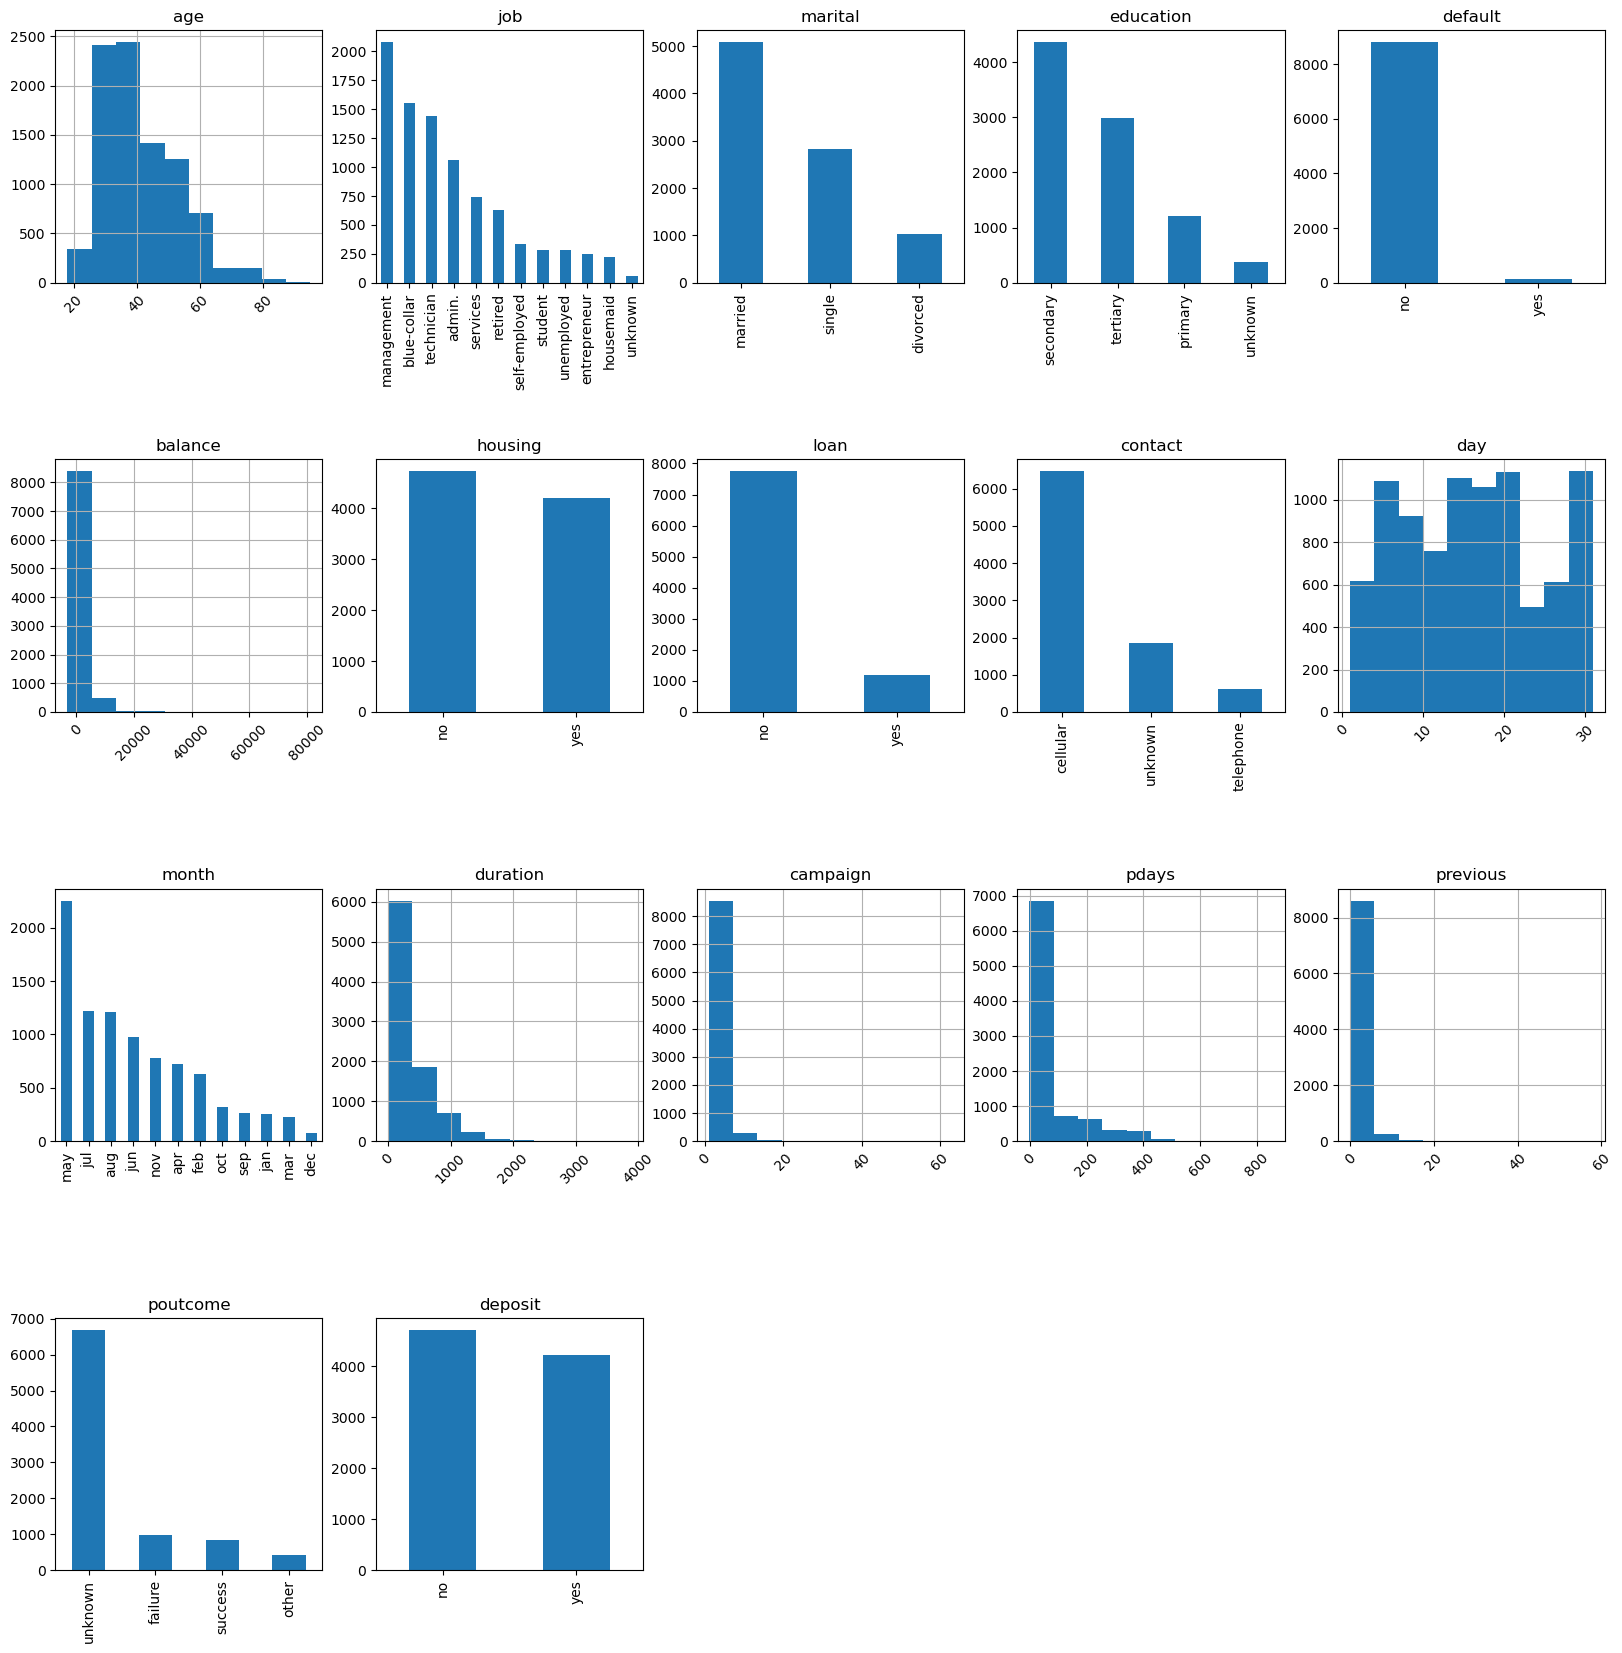 age
2500
2000
1500
1000
500
0
20
40
60
80
job
2000
1750
1500
1250
1000
750
500
250
0
management
blue-collar
technician
admin.
services
retired
self-employed
student
unemployed
entrepreneur
housemaid
unknown
marital
5000
4000
3000
2000
1000
0
married
single
divorced
education
4000
3000
2000
1000
0
secondary
tertiary
primary
unknown
default
8000
6000
4000
2000
0
no
yes
balance
8000
7000
6000
5000
4000
3000
2000
1000
0
0
20000
40000
60000
80000
housing
4000
3000
2000
1000
0
no
yes
loan
8000
7000
6000
5000
4000
3000
2000
1000
0
no
yes
contact
6000
5000
4000
3000
2000
1000
0
cellular
unknown
telephone
day
1000
800
600
400
200
0
0
10
20
30
month
2000
1500
1000
500
0
may
jul
aug
jun
nov
apr
feb
oct
sep
jan
mar
dec
duration
6000
5000
4000
3000
2000
1000
0
0
1000
2000
3000
4000
campaign
8000
7000
6000
5000
4000
3000
2000
1000
0
0
20
40
60
pdays
7000
6000
5000
4000
3000
2000
1000
0
0
200
400
600
800
previous
8000
6000
4000
2000
0
0
20
40
60
poutcome
7000
6000
5000
4000
3000
2000
1000
0
unknown
failure
success
other
deposit
4000
3000
2000
1000
0
no
yes